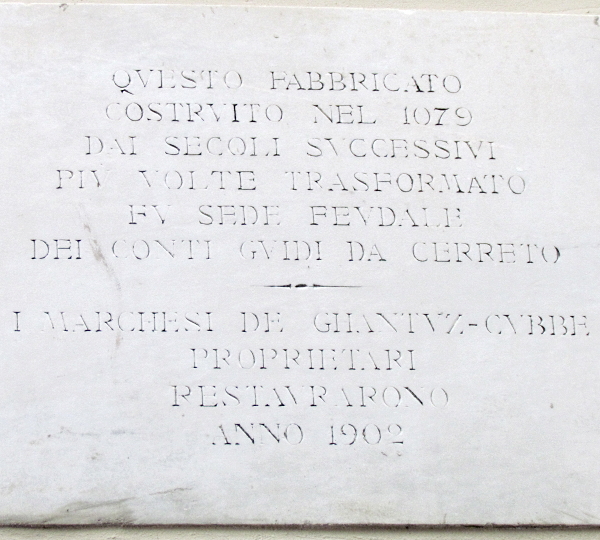 QVESTO FABBRICATO
COSTRVITO NEL 1079
DAI SECOLI SVCCESSIVI
PIV VOLTE TRASFORMATO
FV SEDE FEVDALE
DEI CONTI GVIDI DA CERRETO
I MARCHESI DE GHANTVZ-CVBBE
PROPRIETARI
RESTAVRARONO
ANNO 1902